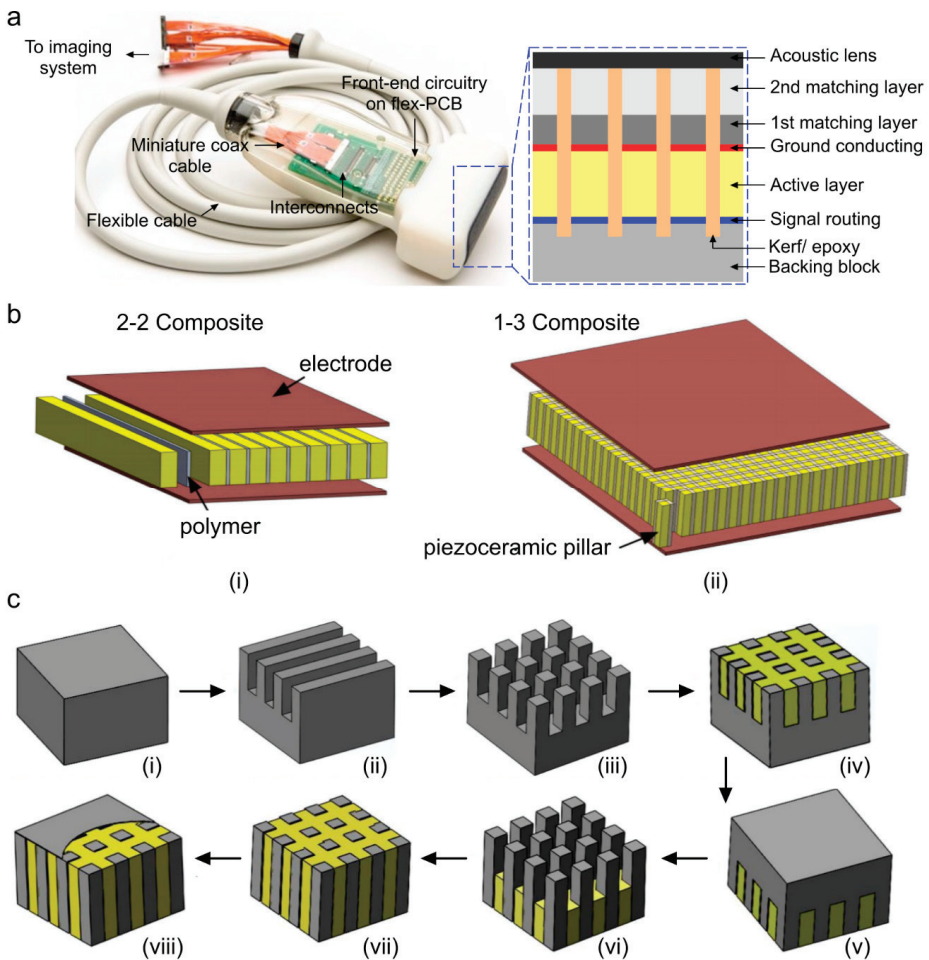 a
To imaging
system
Front-end circuitry
on flex-PCB
Miniature coax
cable
Interconnects
Flexible cable
Acoustic lens
2nd matching layer
1st matching layer
Ground conducting
Active layer
Signal routing
Kerf/ epoxy
Backing block
b
2-2 Composite
1-3 Composite
electrode
polymer
piezoceramic pillar
(i)
(ii)
c
(i)
(ii)
(iii)
(iv)
(viii)
(vii)
(vi)
(v)